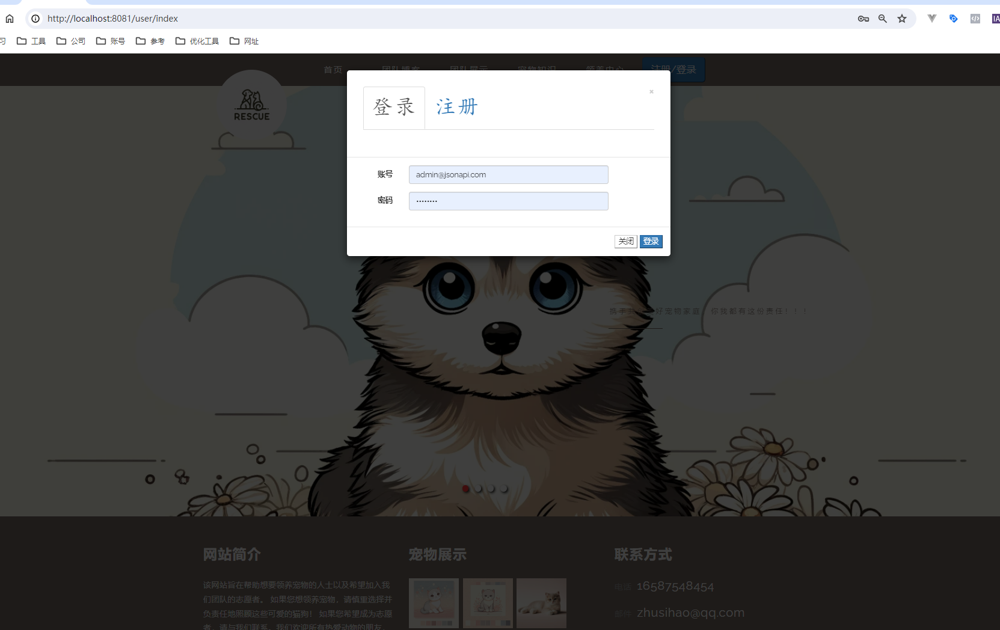 http://localhost:8081/user/index
习 工具 公司 账号 参考 优化工具 网址
首页 团队博客 团队展示 宠物知识 领养中心 注册/登录
RESCUE
登录 注册
×
账号 admin@jsonapi.com
密码 ••••••••
关闭 登录
好宠物家庭 你我都有这份责任！！！
网站简介 宠物展示 联系方式
该网站旨在帮助想要领养宠物的人士以及希望加入我
们团队的志愿者。 如果您想领养宠物，请慎重选择并
负责任地照顾这些可爱的猫狗！ 如果您希望成为志愿
者，请与我们联系。我们欢迎所有热爱动物的朋友，
电话 16587548454
邮件 zhusihao@qq.com